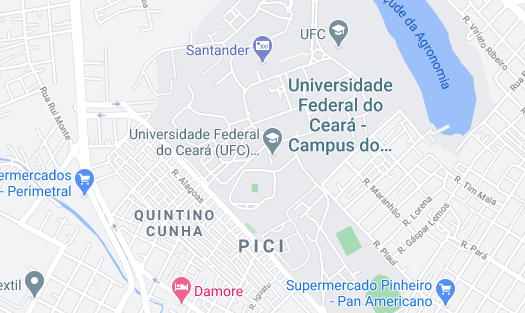 UFC
Santander
Açude da Agronomia
R. Viriato Ribeiro
Rua Ruí Monte
Universidade
Federal do
Ceará -
Campus do...
Universidade Federal
do Ceará (UFC)...
permercados
- Perimetral
R. Alagoas
R. Maranhão
R. Lorena
R. Tim Maia
R. Gáspar Lemos
QUINTINO
CUNHA
PICI
R. Piauí
R. Pará
R. Iguatu
extil
Damore
Supermercado Pinheiro
- Pan Americano